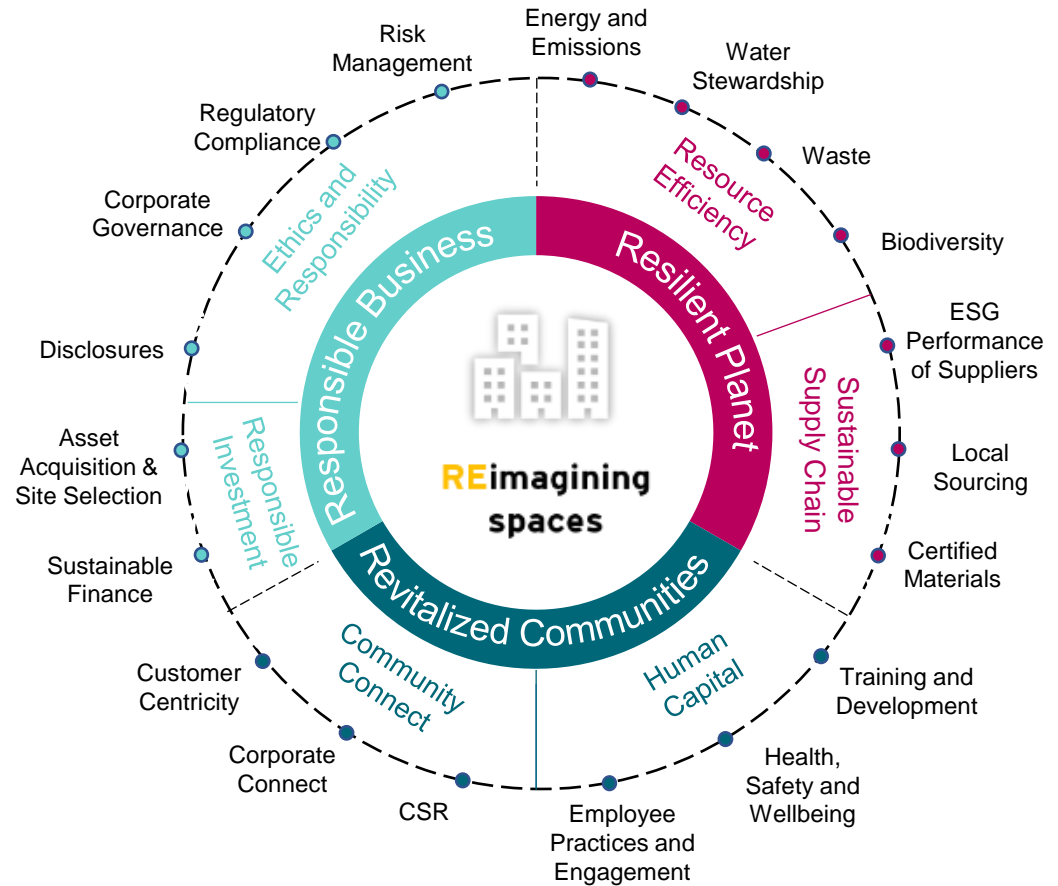 Energy and
Emissions
Water
Stewardship
Waste
Biodiversity
ESG
Performance
of Suppliers
Local
Sourcing
Certified
Materials
Training and
Development
Health,
Safety and
Wellbeing
Employee
Practices and
Engagement
CSR
Corporate
Connect
Customer
Centricity
Sustainable
Finance
Asset
Acquisition &
Site Selection
Disclosures
Corporate
Governance
Regulatory
Compliance
Risk
Management
Resource
Efficiency
Sustainable
Supply Chain
Human
Capital
Community
Connect
Responsible
Investment
Ethics and
Responsibility
Resilient Planet
Revitalized Communities
Responsible Business
REimagining
spaces